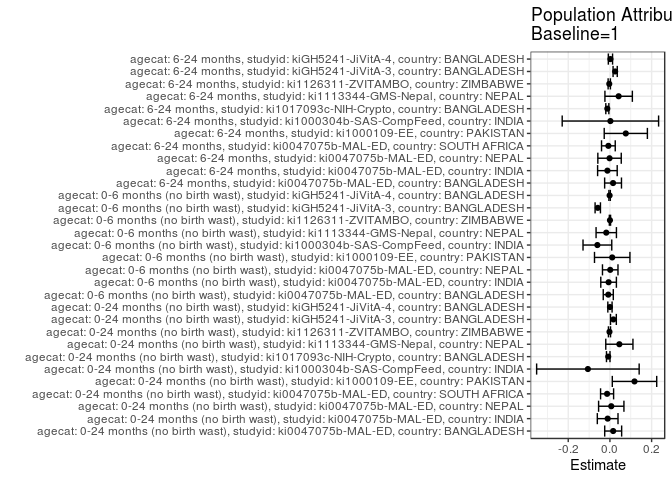 Population Attribu
Baseline=1
agecat: 6-24 months, studyid: kiGH5241-JiVitA-4, country: BANGLADESH
agecat: 6-24 months, studyid: kiGH5241-JiVitA-3, country: BANGLADESH
agecat: 6-24 months, studyid: ki1126311-ZVITAMBO, country: ZIMBABWE
agecat: 6-24 months, studyid: ki1113344-GMS-Nepal, country: NEPAL
agecat: 6-24 months, studyid: ki1017093c-NIH-Crypto, country: BANGLADESH
agecat: 6-24 months, studyid: ki1000304b-SAS-CompFeed, country: INDIA
agecat: 6-24 months, studyid: ki1000109-EE, country: PAKISTAN
agecat: 6-24 months, studyid: ki0047075b-MAL-ED, country: SOUTH AFRICA
agecat: 6-24 months, studyid: ki0047075b-MAL-ED, country: NEPAL
agecat: 6-24 months, studyid: ki0047075b-MAL-ED, country: INDIA
agecat: 6-24 months, studyid: ki0047075b-MAL-ED, country: BANGLADESH
agecat: 0-6 months (no birth wast), studyid: kiGH5241-JiVitA-4, country: BANGLADESH
agecat: 0-6 months (no birth wast), studyid: kiGH5241-JiVitA-3, country: BANGLADESH
agecat: 0-6 months (no birth wast), studyid: ki1126311-ZVITAMBO, country: ZIMBABWE
agecat: 0-6 months (no birth wast), studyid: ki1113344-GMS-Nepal, country: NEPAL
agecat: 0-6 months (no birth wast), studyid: ki1000304b-SAS-CompFeed, country: INDIA
agecat: 0-6 months (no birth wast), studyid: ki1000109-EE, country: PAKISTAN
agecat: 0-6 months (no birth wast), studyid: ki0047075b-MAL-ED, country: NEPAL
agecat: 0-6 months (no birth wast), studyid: ki0047075b-MAL-ED, country: INDIA
agecat: 0-6 months (no birth wast), studyid: ki0047075b-MAL-ED, country: BANGLADESH
agecat: 0-24 months (no birth wast), studyid: kiGH5241-JiVitA-4, country: BANGLADESH
agecat: 0-24 months (no birth wast), studyid: kiGH5241-JiVitA-3, country: BANGLADESH
agecat: 0-24 months (no birth wast), studyid: ki1126311-ZVITAMBO, country: ZIMBABWE
agecat: 0-24 months (no birth wast), studyid: ki1113344-GMS-Nepal, country: NEPAL
agecat: 0-24 months (no birth wast), studyid: ki1017093c-NIH-Crypto, country: BANGLADESH
agecat: 0-24 months (no birth wast), studyid: ki1000304b-SAS-CompFeed, country: INDIA
agecat: 0-24 months (no birth wast), studyid: ki1000109-EE, country: PAKISTAN
agecat: 0-24 months (no birth wast), studyid: ki0047075b-MAL-ED, country: SOUTH AFRICA
agecat: 0-24 months (no birth wast), studyid: ki0047075b-MAL-ED, country: NEPAL
agecat: 0-24 months (no birth wast), studyid: ki0047075b-MAL-ED, country: INDIA
agecat: 0-24 months (no birth wast), studyid: ki0047075b-MAL-ED, country: BANGLADESH
-0.2 0.0 0.2
Estimate